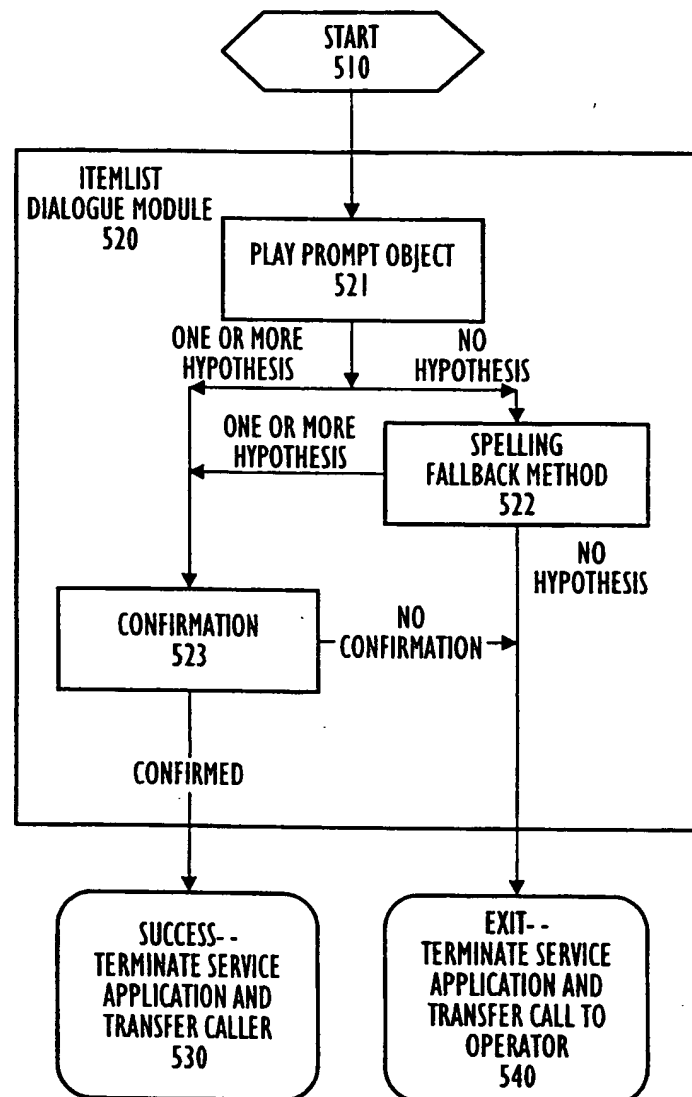 START
510
ITEMLIST
DIALOGUE MODULE
520
PLAY PROMPT OBJECT
521
ONE OR MORE
HYPOTHESIS
NO
HYPOTHESIS
ONE OR MORE
HYPOTHESIS
SPELLING
FALLBACK METHOD
522
NO
HYPOTHESIS
CONFIRMATION
523
NO
CONFIRMATION
CONFIRMED
SUCCESS--
TERMINATE SERVICE
APPLICATION AND
TRANSFER CALLER
530
EXIT--
TERMINATE SERVICE
APPLICATION AND
TRANSFER CALL TO
OPERATOR
540